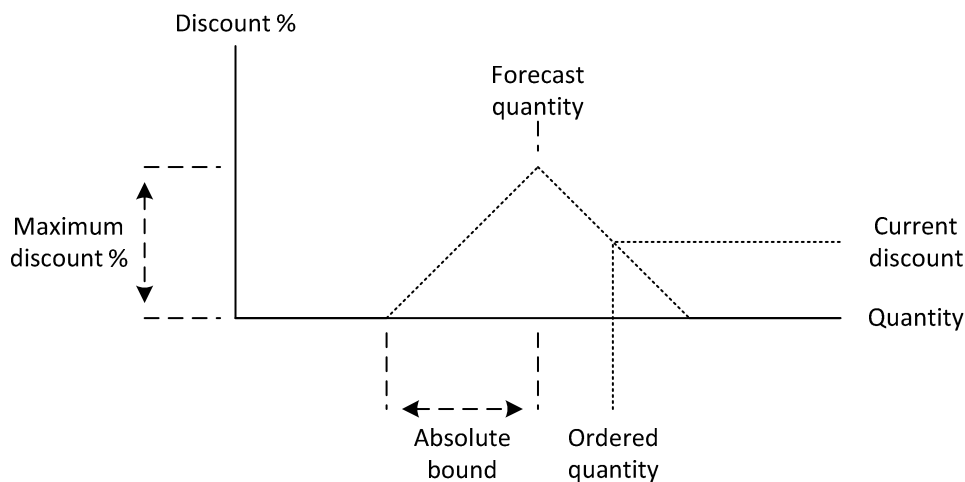 Discount %
Forecast
quantity
Maximum
discount %
Current
discount
Quantity
Absolute
bound
Ordered
quantity